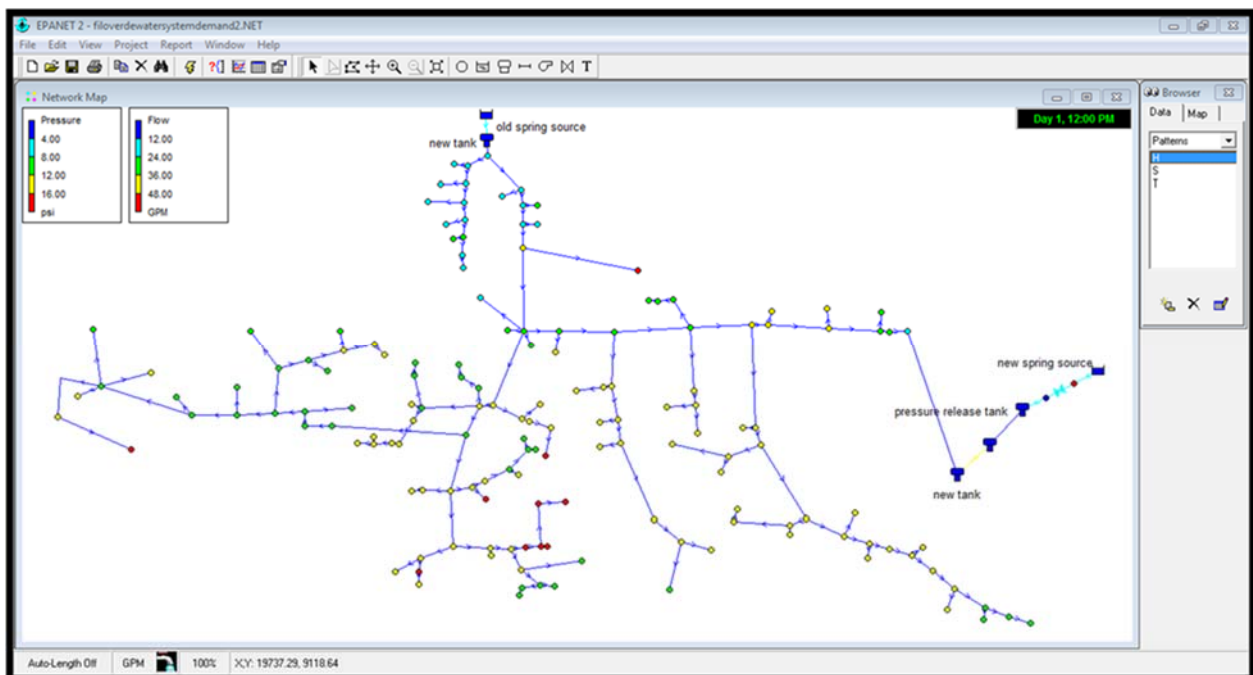 EPANET 2 - filoverdewatersystemdemand2.NET
File Edit View Project Report Window Help
T
Network Map
Pressure
4.00
8.00
12.00
16.00
psi
Flow
12.00
24.00
36.00
48.00
GPM
Day 1, 12:00 PM
old spring source
new tank
new spring source
pressure release tank
new tank
Browser
Data Map
Patterns
H
S
T
Auto-Length Off GPM 100% X,Y: 19737.29, 9118.64